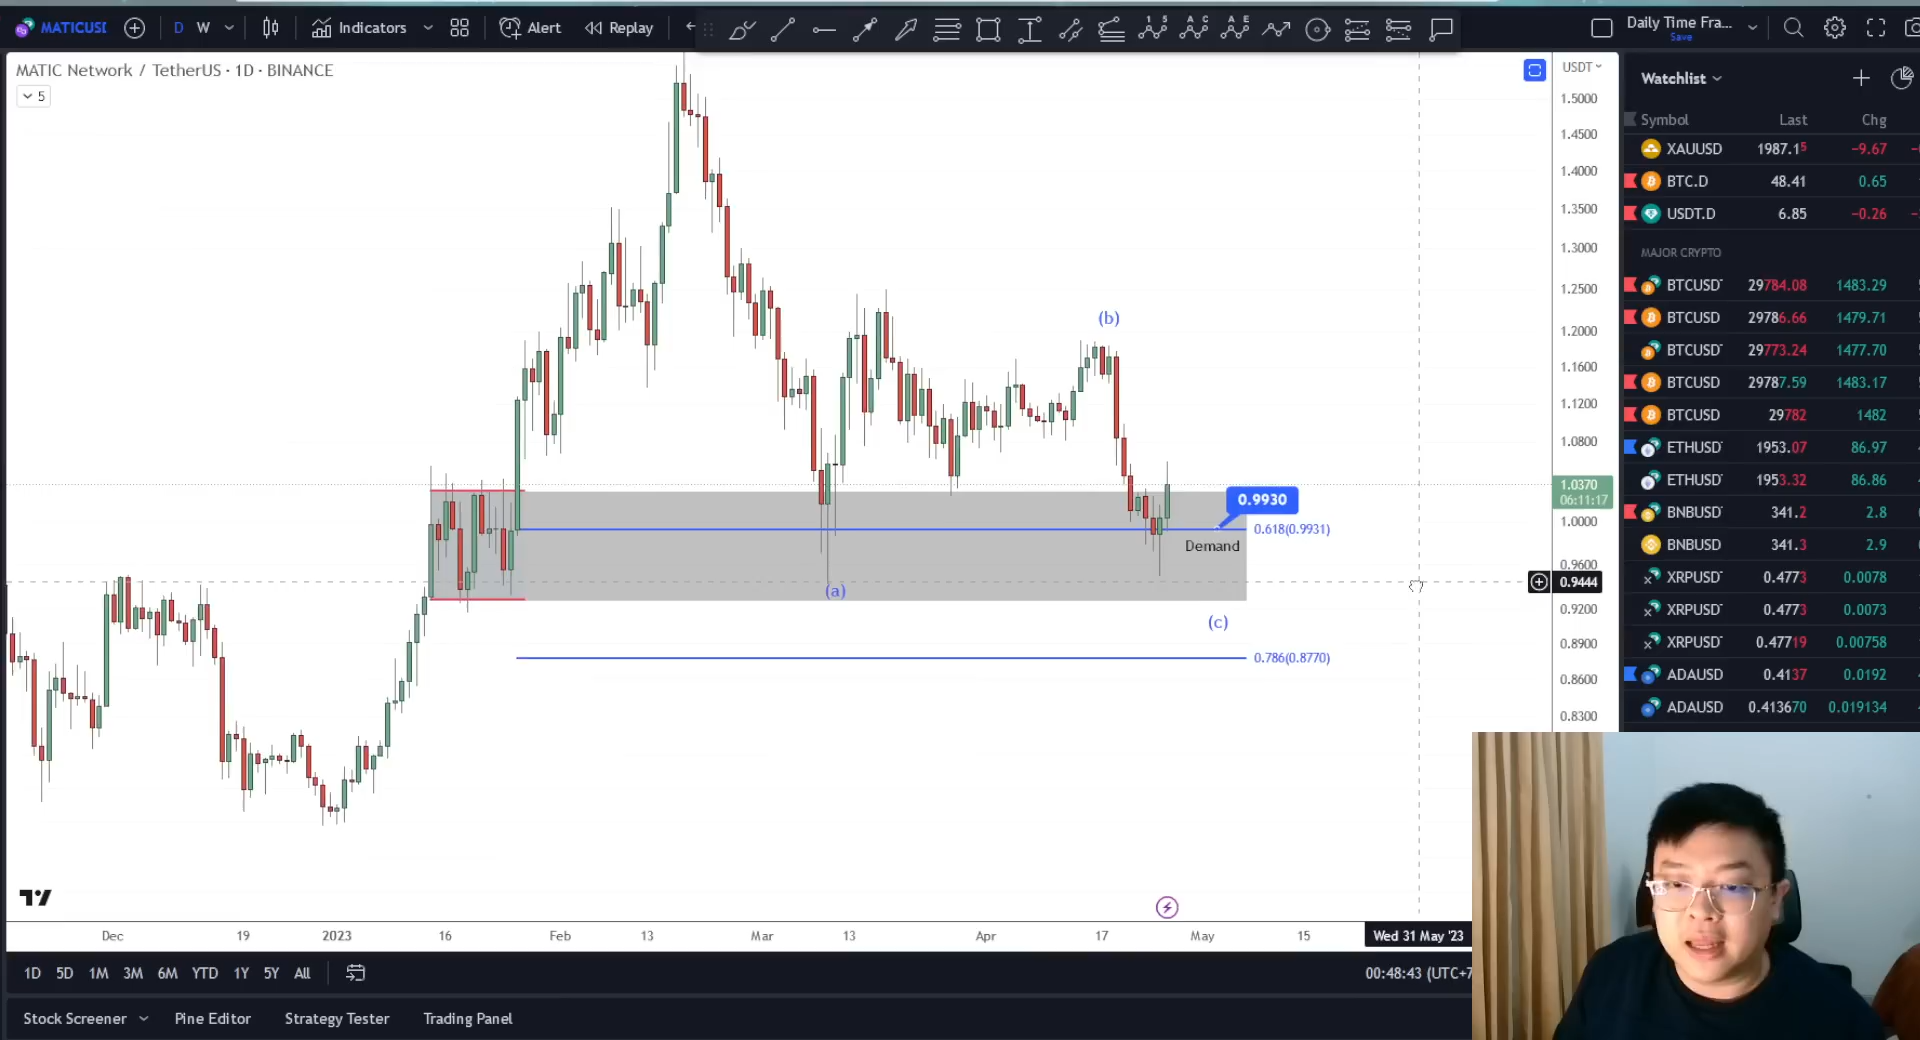 MATICUSI D W Indicators Alert Replay Daily Time Fra...
Save
MATIC Network / TetherUS · 1D · BINANCE
5
USDT
1.5000
1.4500
1.4000
1.3500
1.3000
1.2500
1.2000
1.1600
1.1200
1.0800
1.0370
06:11:17
1.0000
0.9600
0.9444
0.9200
0.8900
0.8600
0.8300
(b)
0.9930
0.618(0.9931)
Demand
(a)
(c)
0.786(0.8770)
Dec 19 2023 16 Feb 13 Mar 13 Apr 17 May 15 Wed 31 May '23
1D 5D 1M 3M 6M YTD 1Y 5Y All 00:48:43 (UTC+7
Stock Screener Pine Editor Strategy Tester Trading Panel
Watchlist
Symbol Last Chg
XAUUSD 1987.15 −9.67
BTC.D 48.41 0.65
USDT.D 6.85 −0.26
MAJOR CRYPTO
BTCUSD 29784.08 1483.29
BTCUSD 29786.66 1479.71
BTCUSD 29773.24 1477.70
BTCUSD 29787.59 1483.17
BTCUSD 29782 1482
ETHUSD 1953.07 86.97
ETHUSD 1953.32 86.86
BNBUSD 341.2 2.8
BNBUSD 341.3 2.9
XRPUSD 0.4773 0.0078
XRPUSD 0.4773 0.0073
XRPUSD 0.47719 0.00758
ADAUSD 0.4137 0.0192
ADAUSD 0.413670 0.019134